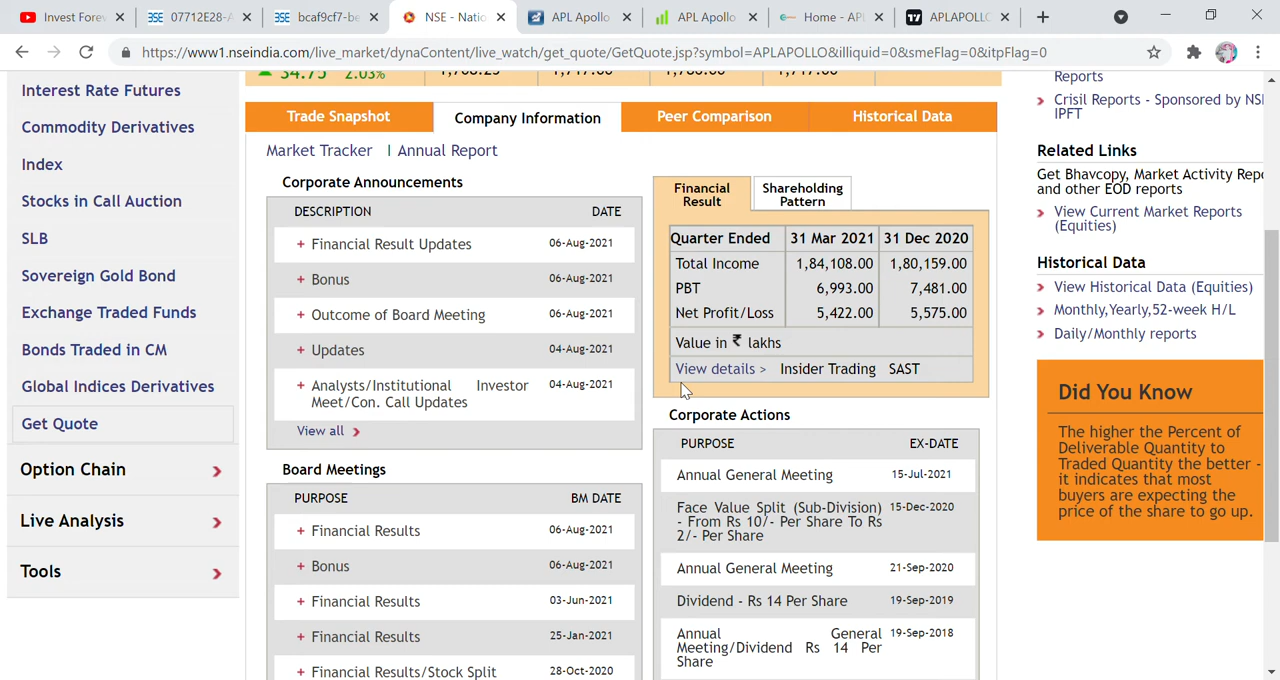 Invest Fore
07712E28-A
bcaf9cf7-be
NSE - Natio
APL Apollo
APL Apollo
Home - APL
APLAPOLLO
https://www1.nseindia.com/live_market/dynaContent/live_watch/get_quote/GetQuote.jsp?symbol=APLAPOLLO&illiquid=0&smeFlag=0&itpFlag=0
34.75 2.03%
Interest Rate Futures
Commodity Derivatives
Index
Stocks in Call Auction
SLB
Sovereign Gold Bond
Exchange Traded Funds
Bonds Traded in CM
Global Indices Derivatives
Get Quote
Option Chain
Live Analysis
Tools
Trade Snapshot
Company Information
Peer Comparison
Historical Data
Market Tracker | Annual Report
Corporate Announcements
DESCRIPTION DATE
+ Financial Result Updates 06-Aug-2021
+ Bonus 06-Aug-2021
+ Outcome of Board Meeting 06-Aug-2021
+ Updates 04-Aug-2021
+ Analysts/Institutional Investor 04-Aug-2021
Meet/Con. Call Updates
View all
Board Meetings
PURPOSE BM DATE
+ Financial Results 06-Aug-2021
+ Bonus 06-Aug-2021
+ Financial Results 03-Jun-2021
+ Financial Results 25-Jan-2021
+ Financial Results/Stock Split 28-Oct-2020
Financial
Result
Shareholding
Pattern
Quarter Ended 31 Mar 2021 31 Dec 2020
Total Income 1,84,108.00 1,80,159.00
PBT 6,993.00 7,481.00
Net Profit/Loss 5,422.00 5,575.00
Value in ₹ lakhs
View details > Insider Trading SAST
Corporate Actions
PURPOSE EX-DATE
Annual General Meeting 15-Jul-2021
Face Value Split (Sub-Division) 15-Dec-2020
- From Rs 10/- Per Share To Rs
2/- Per Share
Annual General Meeting 21-Sep-2020
Dividend - Rs 14 Per Share 19-Sep-2019
Annual General 19-Sep-2018
Meeting/Dividend Rs 14 Per
Share
Reports
Crisil Reports - Sponsored by NS
IPFT
Related Links
Get Bhavcopy, Market Activity Repo
and other EOD reports
View Current Market Reports
(Equities)
Historical Data
View Historical Data (Equities)
Monthly,Yearly,52-week H/L
Daily/Monthly reports
Did You Know
The higher the Percent of
Deliverable Quantity to
Traded Quantity the better -
it indicates that most
buyers are expecting the
price of the share to go up.